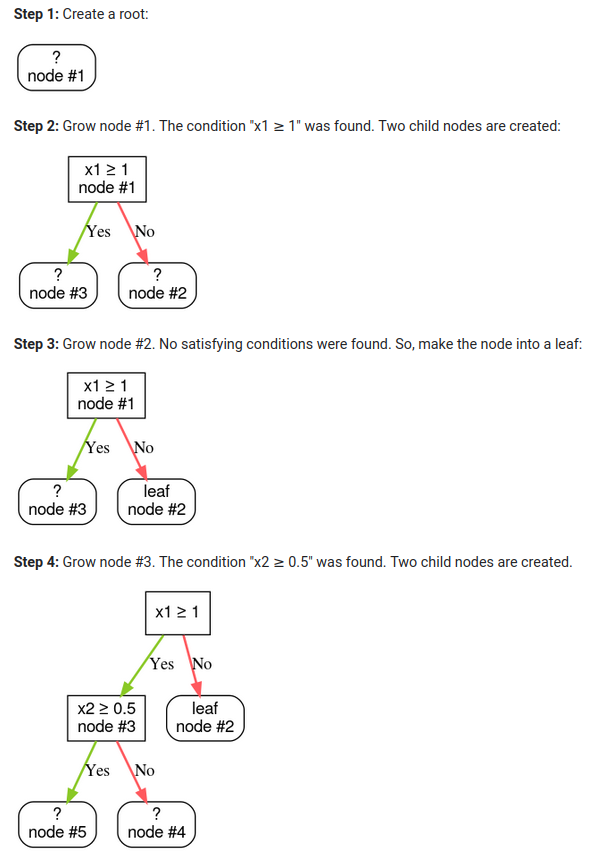 Step 1: Create a root:
?
node #1
Step 2: Grow node #1. The condition "x1 ≥ 1" was found. Two child nodes are created:
x1 ≥ 1
node #1
Yes No
? ?
node #3 node #2
Step 3: Grow node #2. No satisfying conditions were found. So, make the node into a leaf:
x1 ≥ 1
node #1
Yes No
? leaf
node #3 node #2
Step 4: Grow node #3. The condition "x2 ≥ 0.5" was found. Two child nodes are created.
x1 ≥ 1
Yes No
x2 ≥ 0.5 leaf
node #3 node #2
Yes No
? ?
node #5 node #4